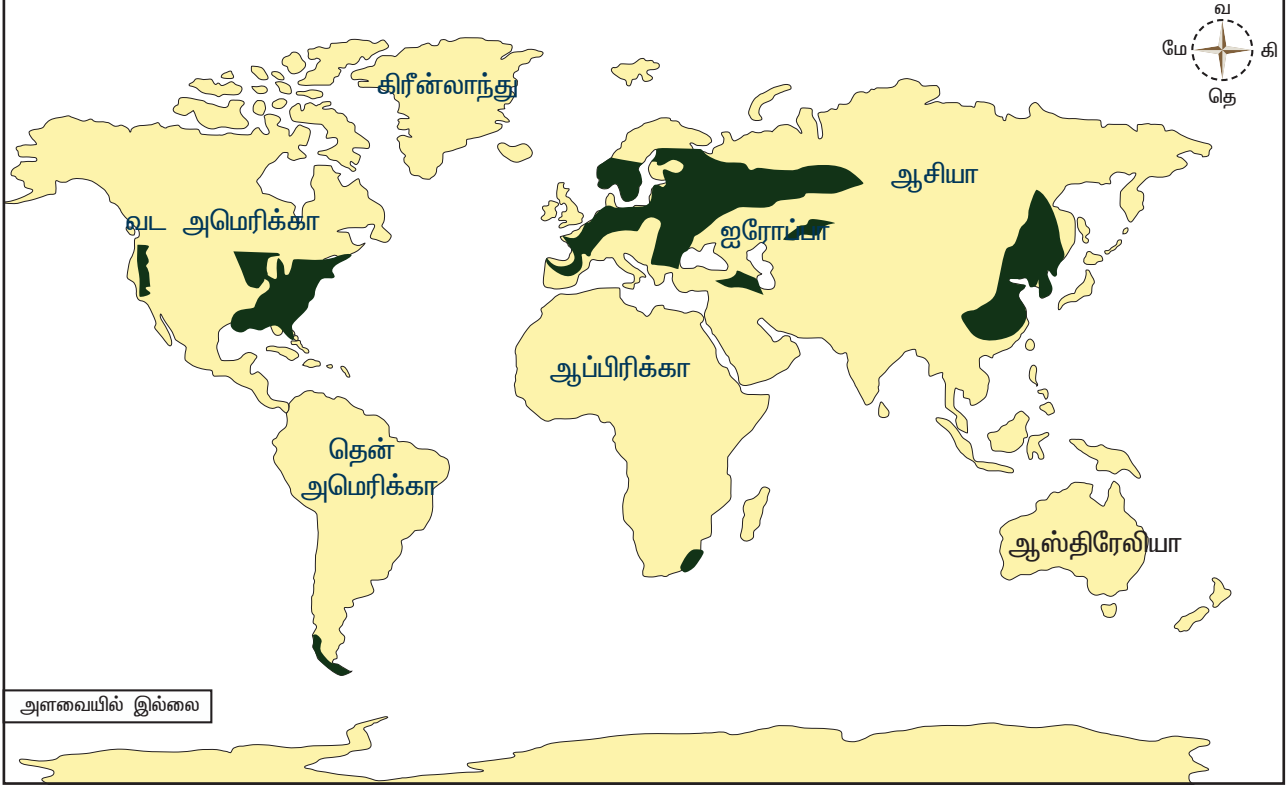 வ
மே
கி
தெ
கிரீன்லாந்து
ஆசியா
வட அமெரிக்கா
ஐரோப்பா
ஆப்பிரிக்கா
தென்
அமெரிக்கா
ஆஸ்திரேலியா
அளவையில் இல்லை